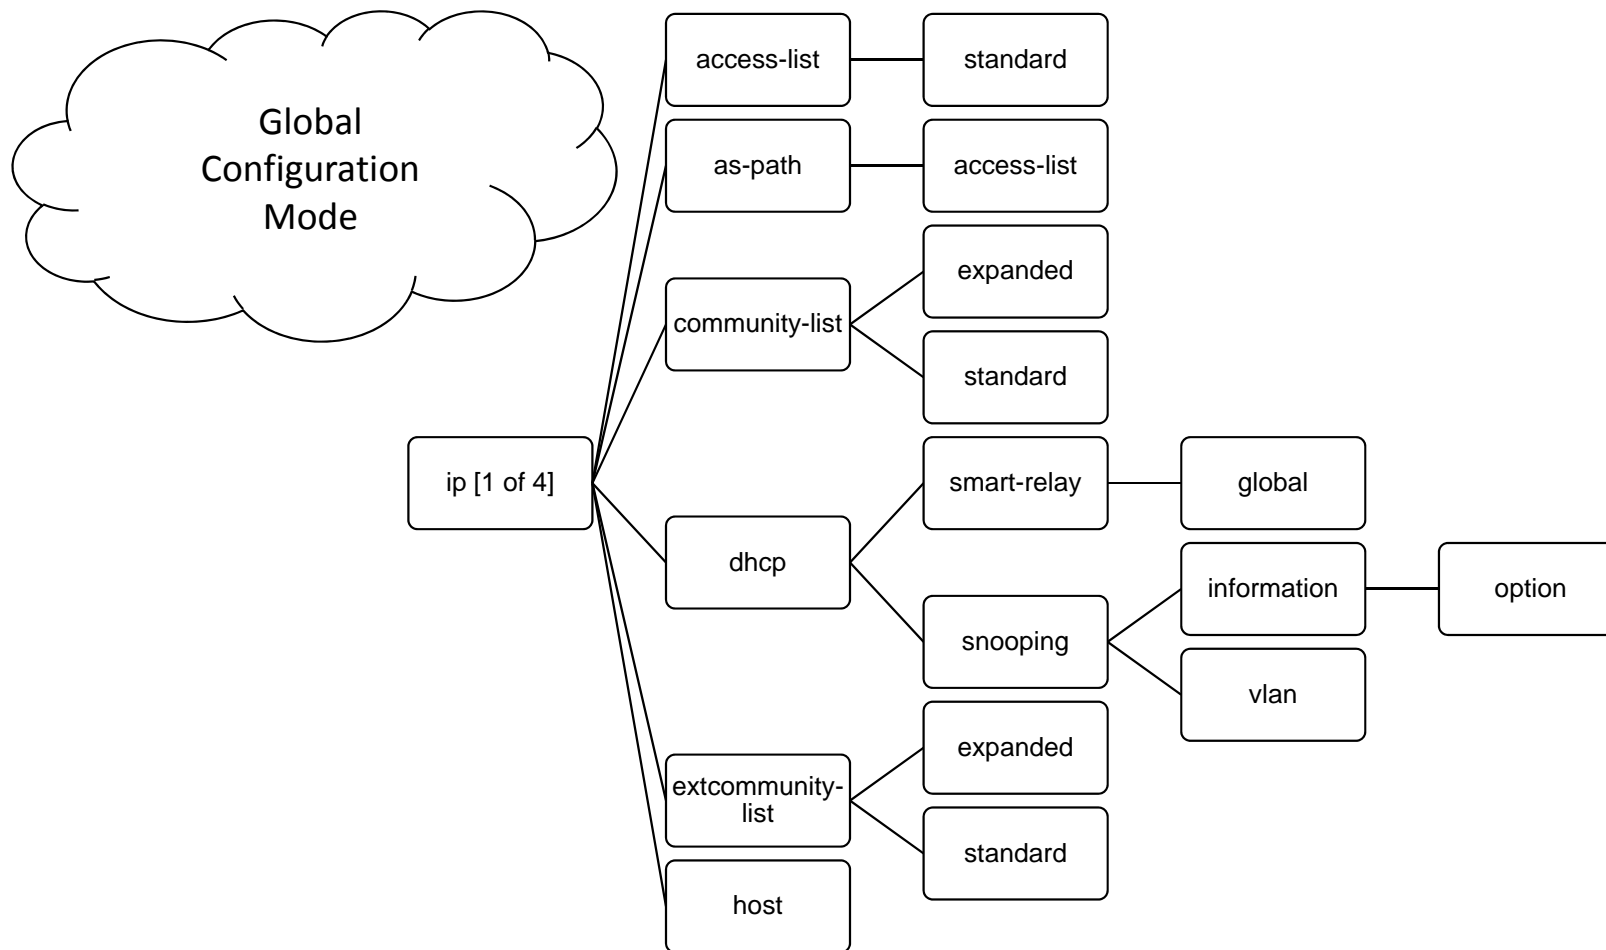 Global
Configuration
Mode
access-list
standard
as-path
access-list
expanded
community-list
standard
ip [1 of 4]
smart-relay
global
dhcp
information
option
snooping
vlan
expanded
extcommunity-
list
standard
host